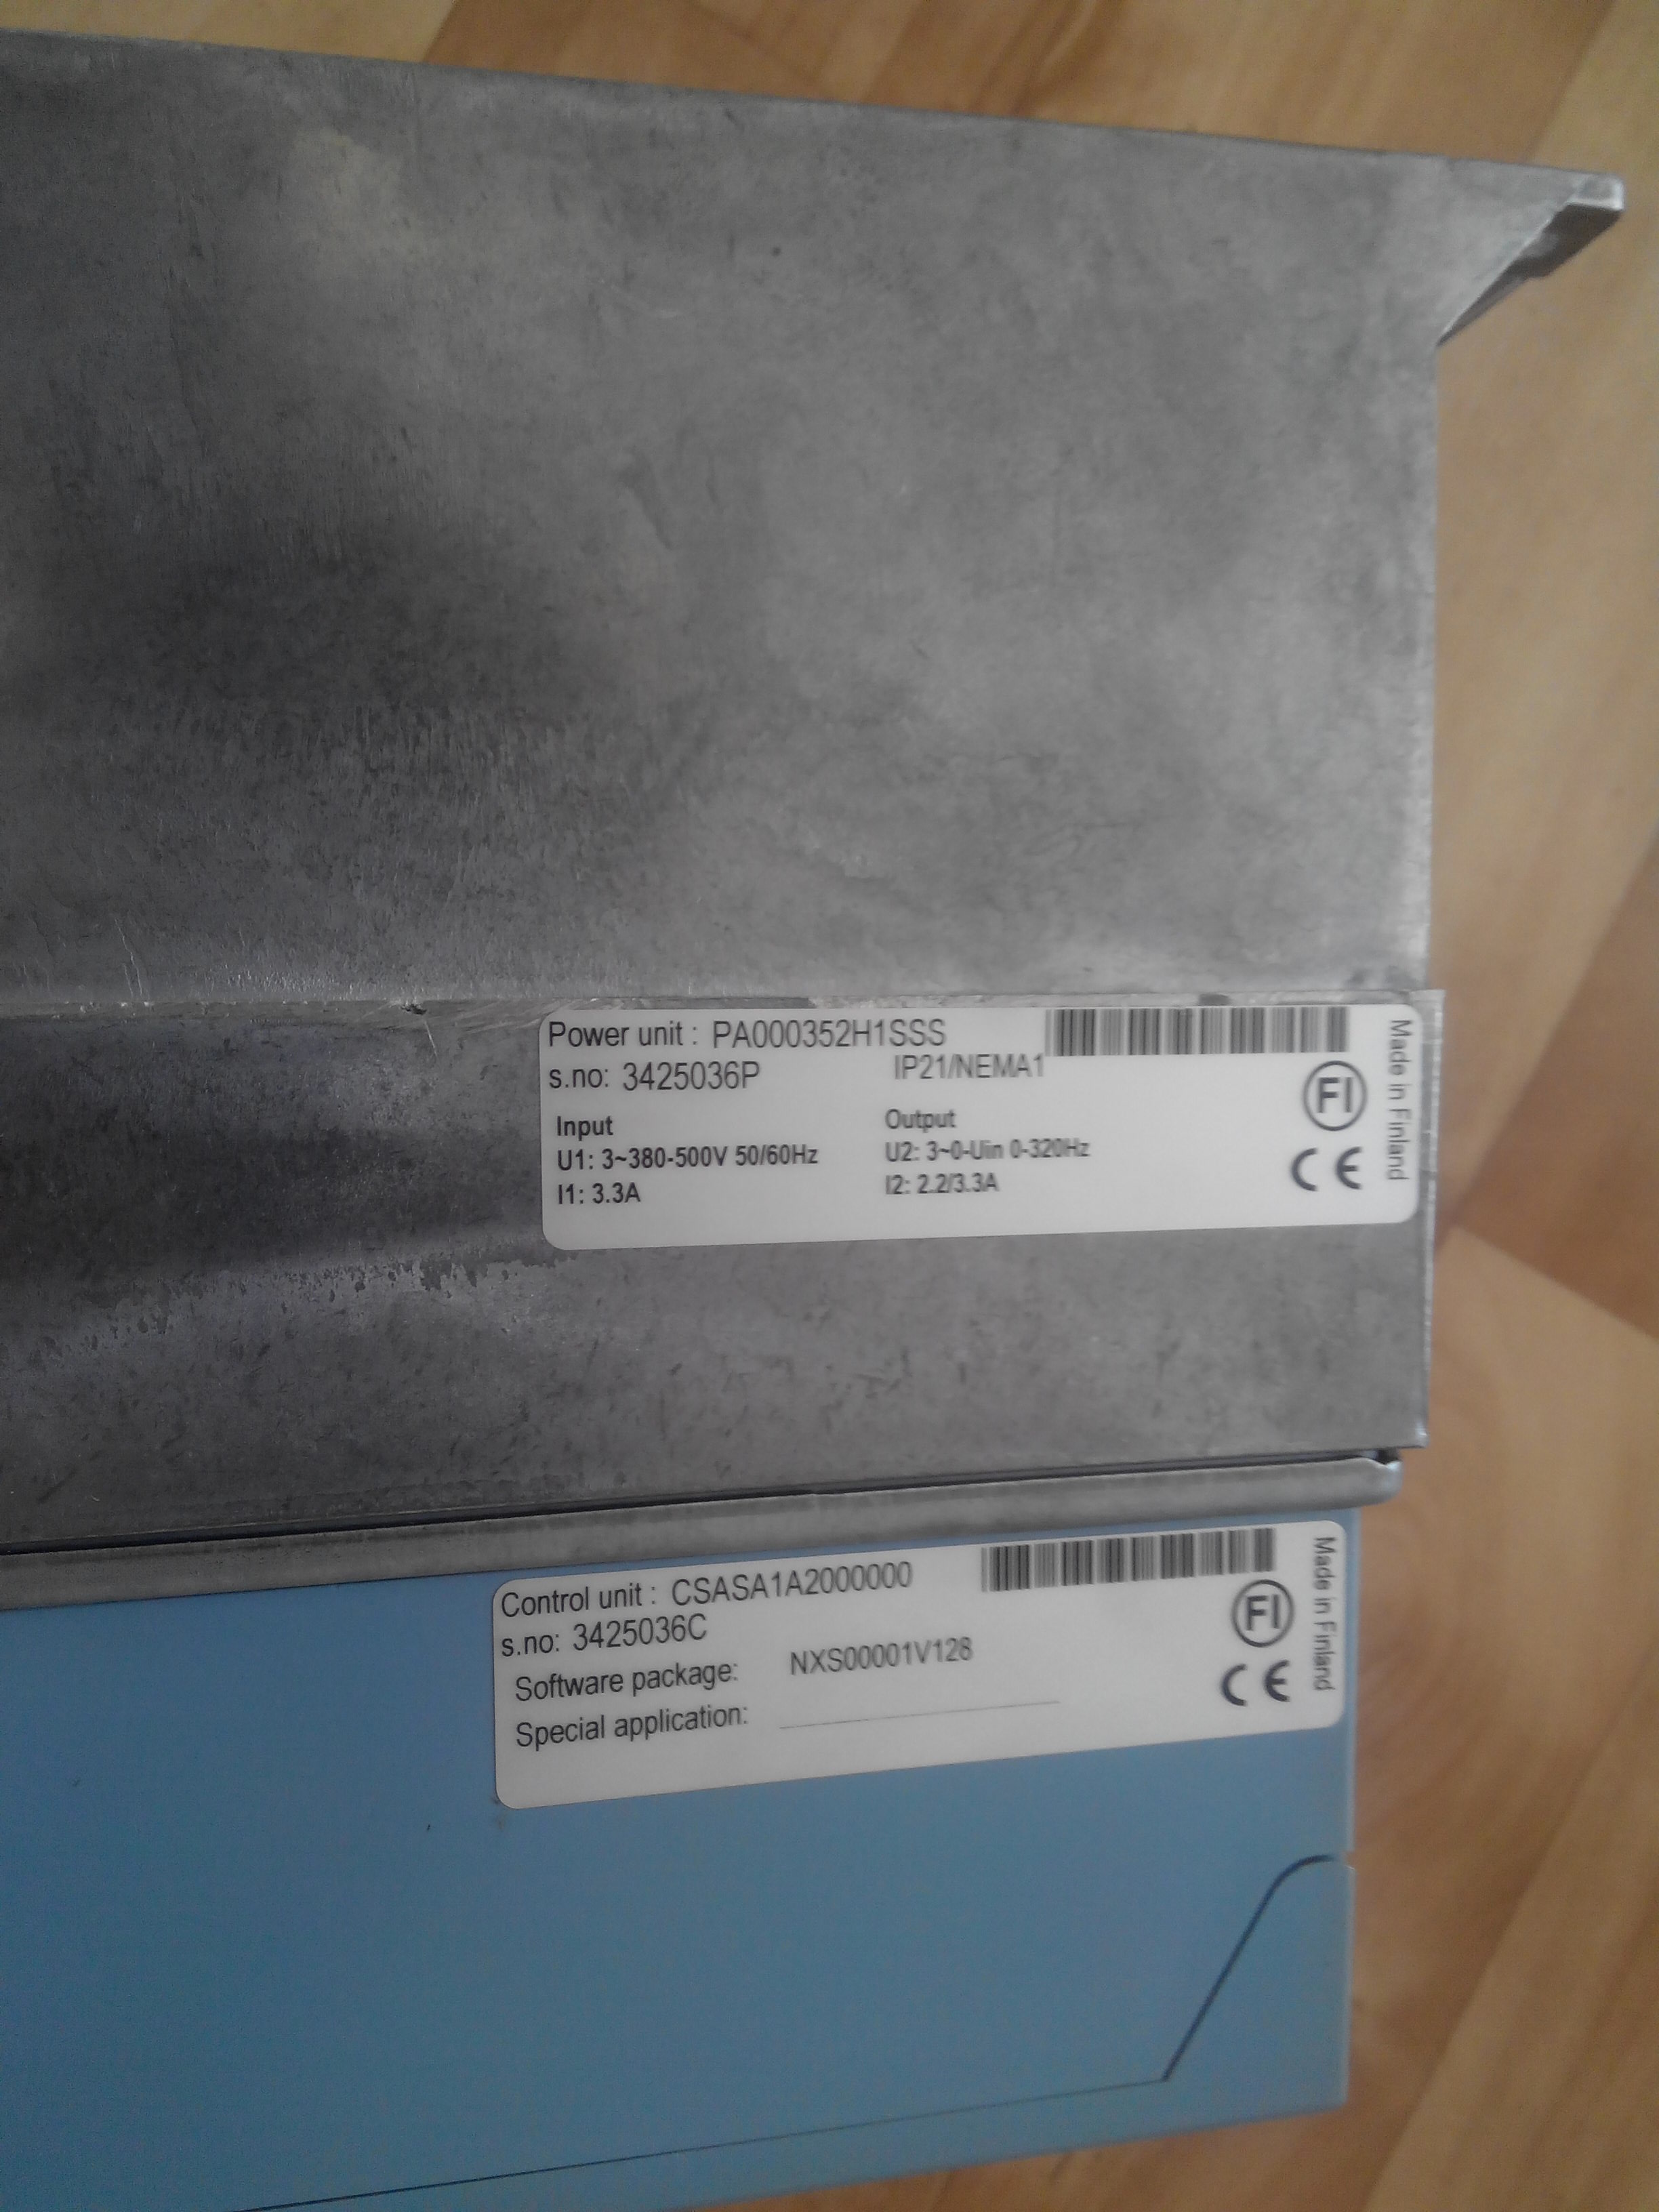 Power unit : PA000352H1SSS
s.no: 3425036P IP21/NEMA1
Input Output
U1: 3~380-500V 50/60Hz U2: 3~0-Uin 0-320Hz
I1: 3.3A I2: 2.2/3.3A
FI
CE
Made in Finland
Control unit : CSASA1A2000000
s.no: 3425036C
Software package: NXS00001V128
Special application:
FI
CE
Made in Finland